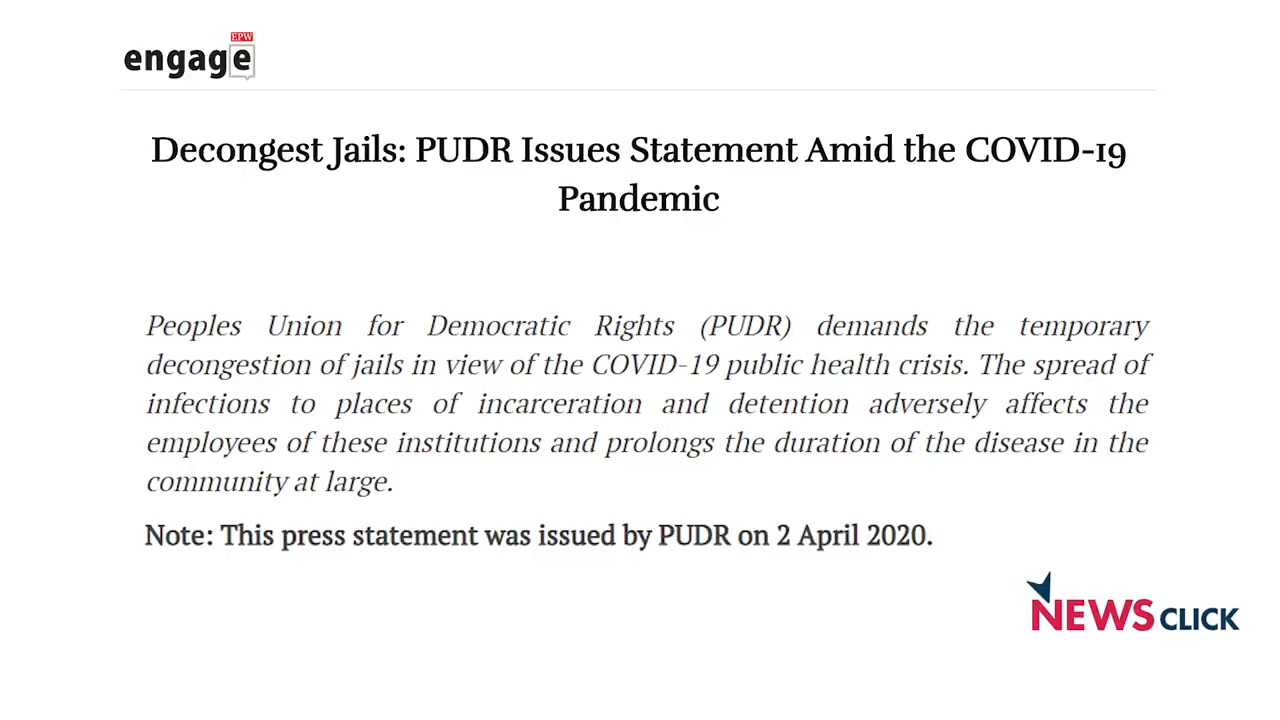 EPW
engage
Decongest Jails: PUDR Issues Statement Amid the COVID-19
Pandemic
Peoples Union for Democratic Rights (PUDR) demands the temporary
decongestion of jails in view of the COVID-19 public health crisis. The spread of
infections to places of incarceration and detention adversely affects the
employees of these institutions and prolongs the duration of the disease in the
community at large.
Note: This press statement was issued by PUDR on 2 April 2020.
NEWSCLICK